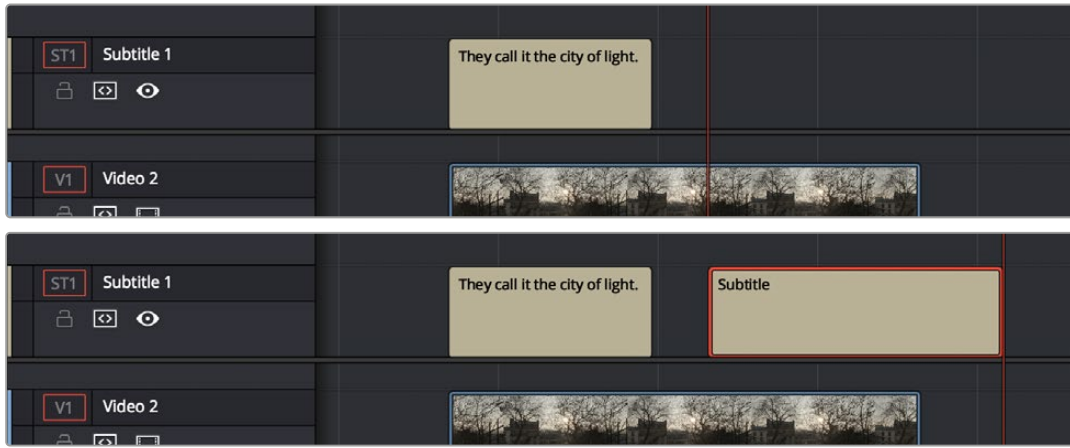 ST1 Subtitle 1 They call it the city of light.
V1 Video 2
ST1 Subtitle 1 They call it the city of light. Subtitle
V1 Video 2